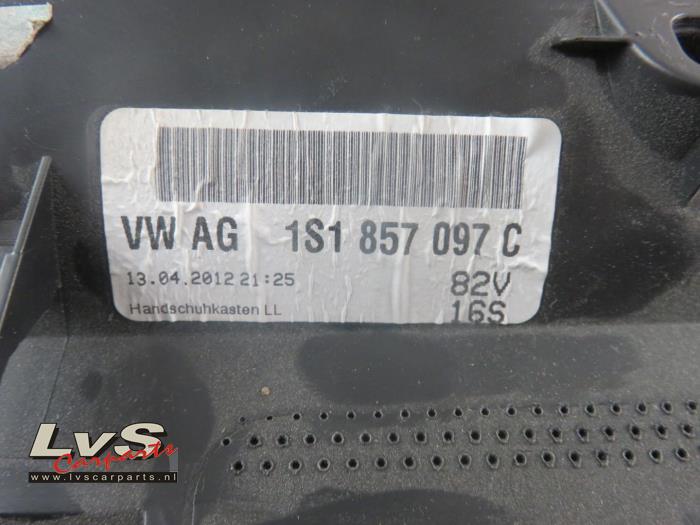 VW AG 1S1 857 097 C
13.04.2012 21:25 82V
Handschuhkasten LL 16S
LvS
Carparts
www.lvscarparts.nl